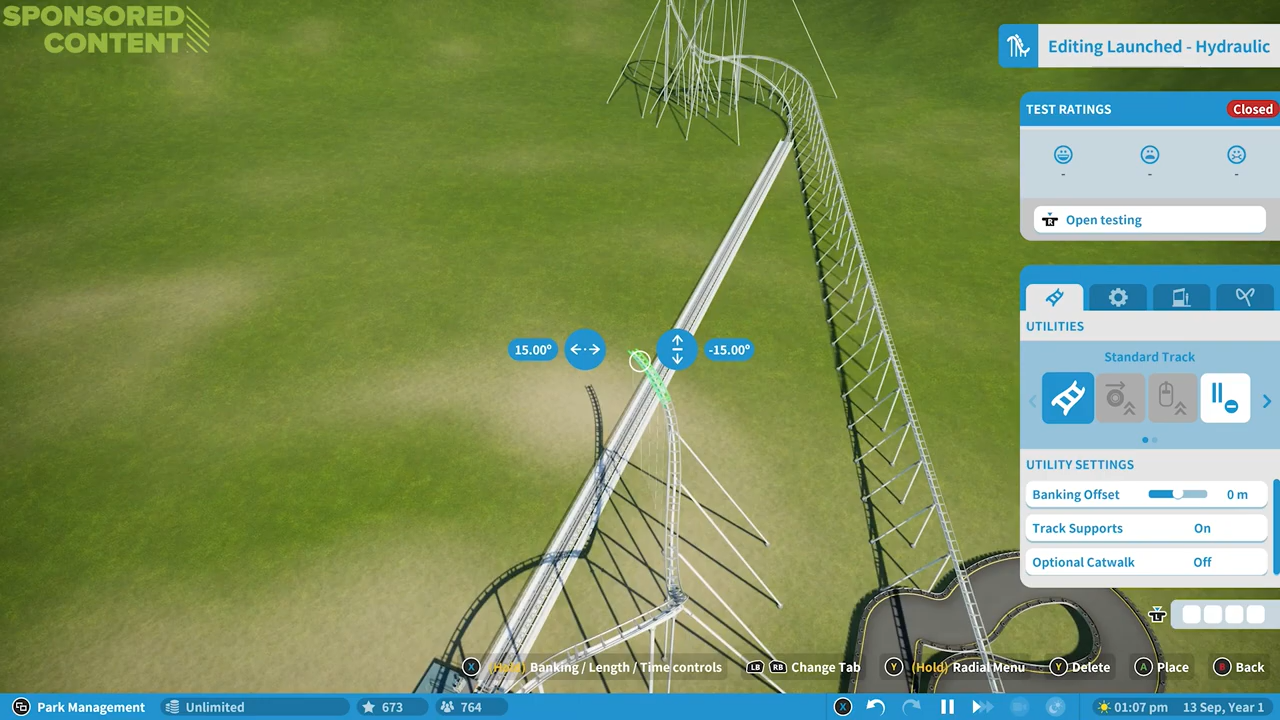 SPONSORED
CONTENT
Editing Launched - Hydraulic
TEST RATINGS
Closed
- - -
Open testing
UTILITIES
Standard Track
15.00°
-15.00°
UTILITY SETTINGS
Banking Offset 0 m
Track Supports On
Optional Catwalk Off
X (Hold) Banking / Length / Time controls LB RB Change Tab Y (Hold) Radial Menu Y Delete A Place B Back
Park Management Unlimited 673 764 X 01:07 pm 13 Sep, Year 1